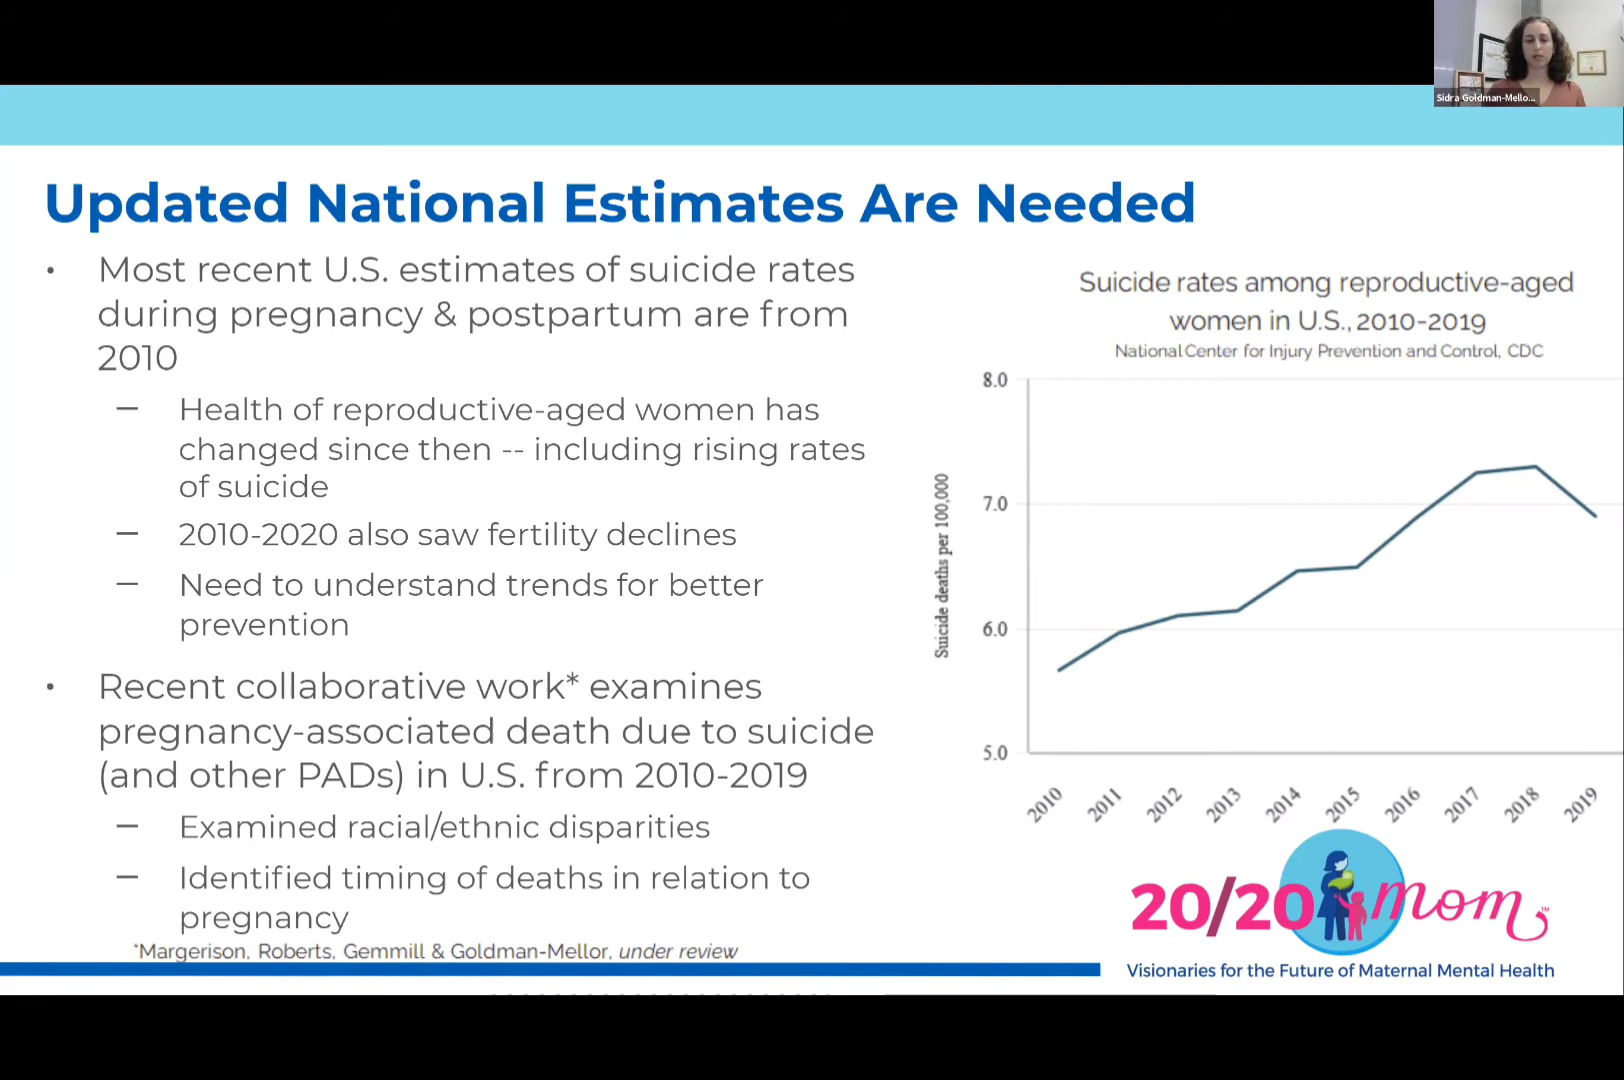 Sidra Goldman-Mello...
Updated National Estimates Are Needed
• Most recent U.S. estimates of suicide rates
during pregnancy & postpartum are from
2010
– Health of reproductive-aged women has
changed since then -- including rising rates
of suicide
– 2010-2020 also saw fertility declines
– Need to understand trends for better
prevention
• Recent collaborative work* examines
pregnancy-associated death due to suicide
(and other PADs) in U.S. from 2010-2019
– Examined racial/ethnic disparities
– Identified timing of deaths in relation to
pregnancy
*Margerison, Roberts, Gemmill & Goldman-Mellor, under review
Suicide rates among reproductive-aged
women in U.S., 2010-2019
National Center for Injury Prevention and Control, CDC
Suicide deaths per 100,000
8.0
7.0
6.0
5.0
2010 2011 2012 2013 2014 2015 2016 2017 2018 2019
20/20 mom™
Visionaries for the Future of Maternal Mental Health